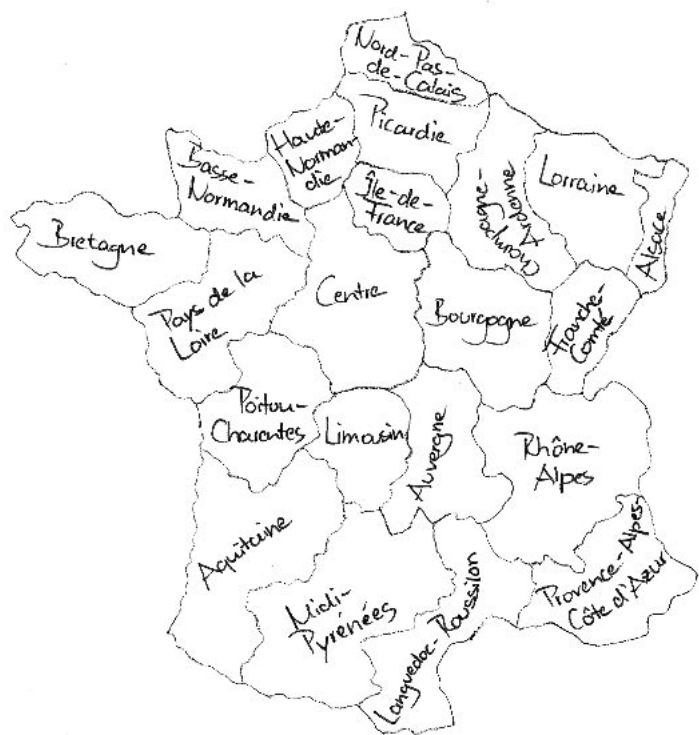 Nord-Pas-
de-Calais
Picardie
Haute-
Norman-
die
Basse-
Normandie
Île-de-
France
Champagne-
Ardenne
Lorraine
Alsace
Bretagne
Pays de la
Loire
Centre
Bourgogne
Franche-
Comté
Poitou-
Charentes
Limousin
Auvergne
Rhône-
Alpes
Aquitaine
Midi-
Pyrénées
Languedoc-Roussilon
Provence-Alpes-
Côte d'Azur